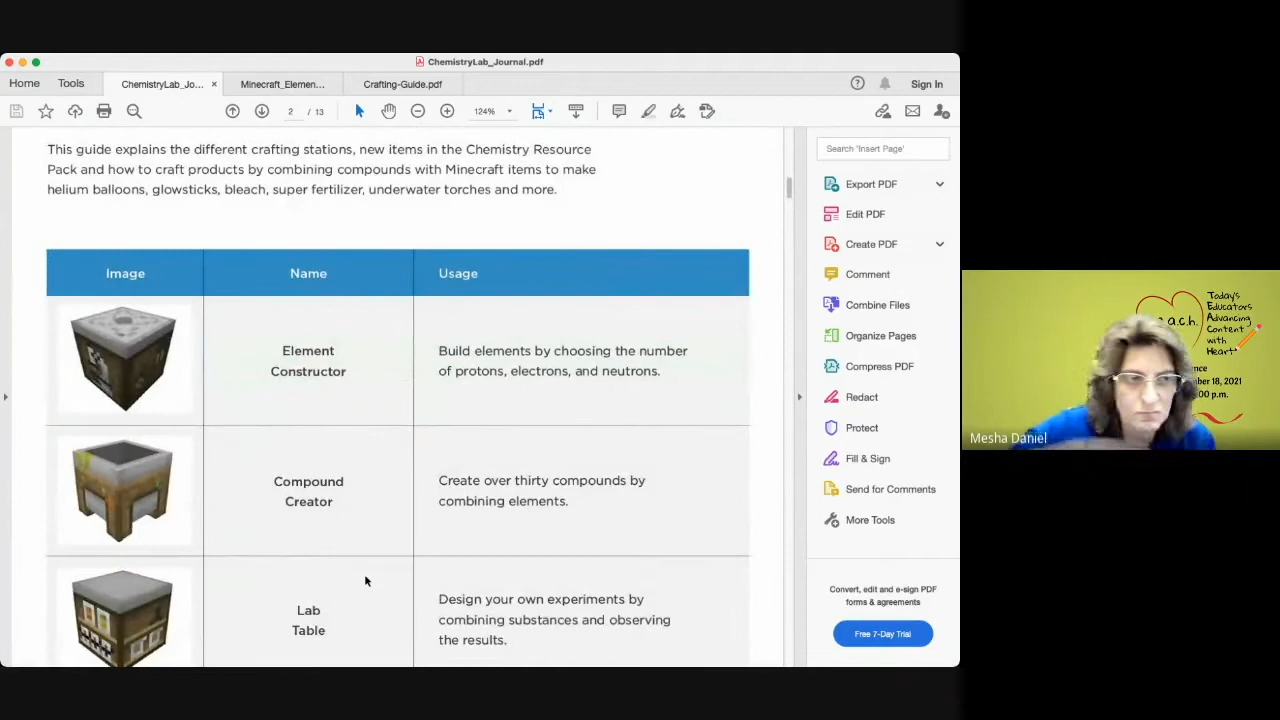 ChemistryLab_Journal.pdf
Home
Tools
ChemistryLab_Jo...
×
Minecraft_Elemen...
Crafting-Guide.pdf
Sign In
2 / 13
124%
This guide explains the different crafting stations, new items in the Chemistry Resource
Pack and how to craft products by combining compounds with Minecraft items to make
helium balloons, glowsticks, bleach, super fertilizer, underwater torches and more.
Image
Name
Usage
Element
Constructor
Build elements by choosing the number
of protons, electrons, and neutrons.
Compound
Creator
Create over thirty compounds by
combining elements.
Lab
Table
Design your own experiments by
combining substances and observing
the results.
Search 'Insert Page'
Export PDF
Edit PDF
Create PDF
Comment
Combine Files
Organize Pages
Compress PDF
Redact
Protect
Fill & Sign
Send for Comments
More Tools
Convert, edit and e-sign PDF
forms & agreements
Free 7-Day Trial
Today's
Educators
Advancing
Content
with
Heart
a.c.h.
18, 2021
p.m.
Mesha Daniel